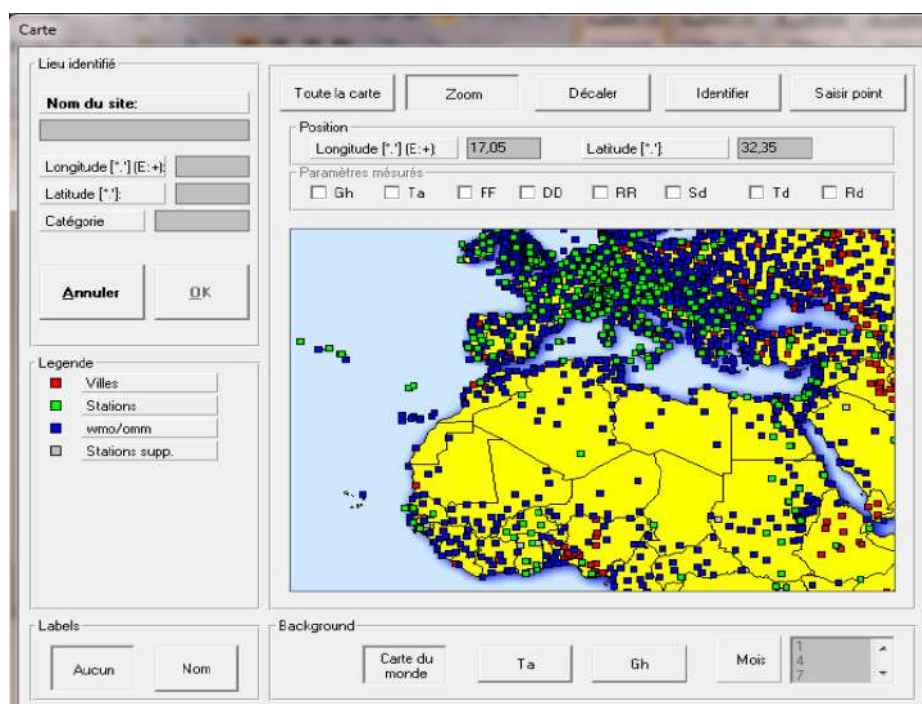 Carte
Lieu identifié
Nom du site:
Longitude [°.'] (E:+):
Latitude [°.']:
Catégorie
Annuler
OK
Legende
Villes
Stations
wmo/omm
Stations supp.
Labels
Aucun
Nom
Toute la carte
Zoom
Décaler
Identifier
Saisir point
Position
Longitude [°.'] (E:+):
17,05
Latitude [°.']
32,35
Paramètres mésurés
Gh
Ta
FF
DD
RR
Sd
Td
Rd
Background
Carte du
monde
Ta
Gh
Mois
1
4
7